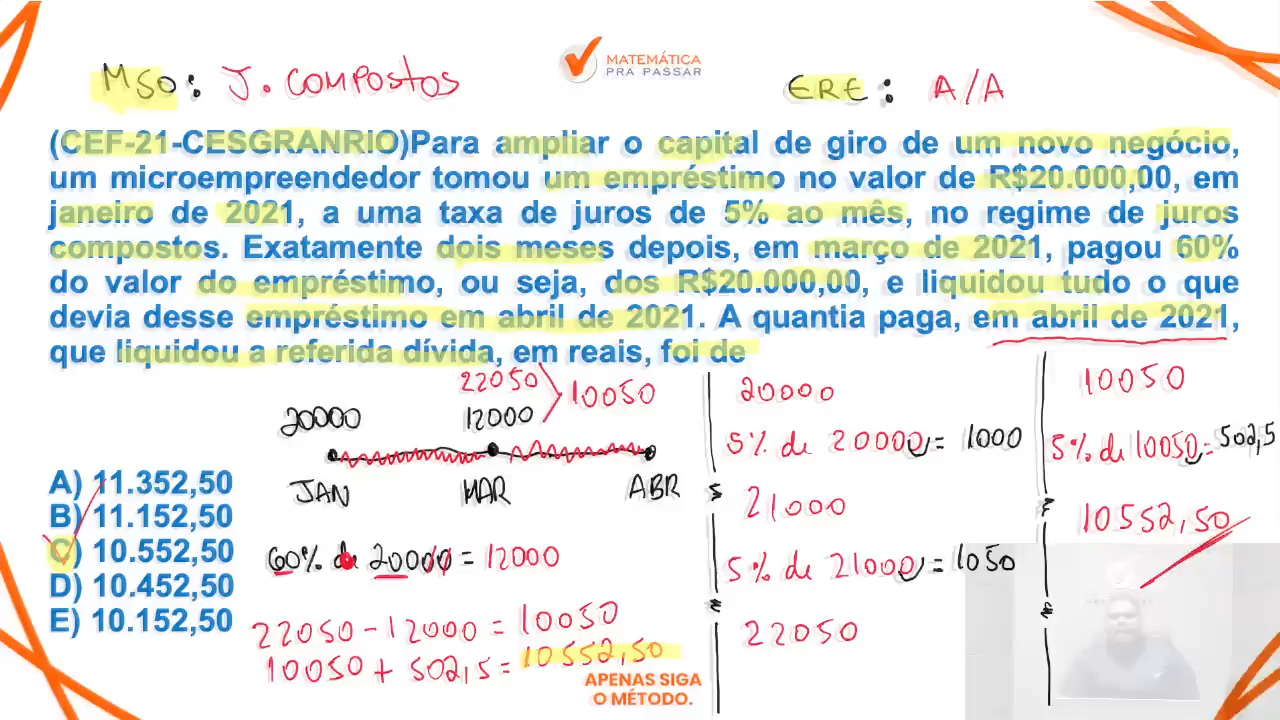 MSO: J. COMPOSTOS
MATEMÁTICA
PRA PASSAR
ERE: A/A
(CEF-21-CESGRANRIO)Para ampliar o capital de giro de um novo negócio,
um microempreendedor tomou um empréstimo no valor de R$20.000,00, em
janeiro de 2021, a uma taxa de juros de 5% ao mês, no regime de juros
compostos. Exatamente dois meses depois, em março de 2021, pagou 60%
do valor do empréstimo, ou seja, dos R$20.000,00, e liquidou tudo o que
devia desse empréstimo em abril de 2021. A quantia paga, em abril de 2021,
que liquidou a referida dívida, em reais, foi de
22050
10050
20000
12000
JAN
MAR
ABR
60% de 20000 = 12000
22050 - 12000 = 10050
10050 + 502,5 = 10552,50
A) 11.352,50
B) 11.152,50
C) 10.552,50
D) 10.452,50
E) 10.152,50
20000
5% de 20000 = 1000
21000
5% de 21000 = 1050
22050
10050
5% de 10050 = 502,5
10552,50
APENAS SIGA
O MÉTODO.